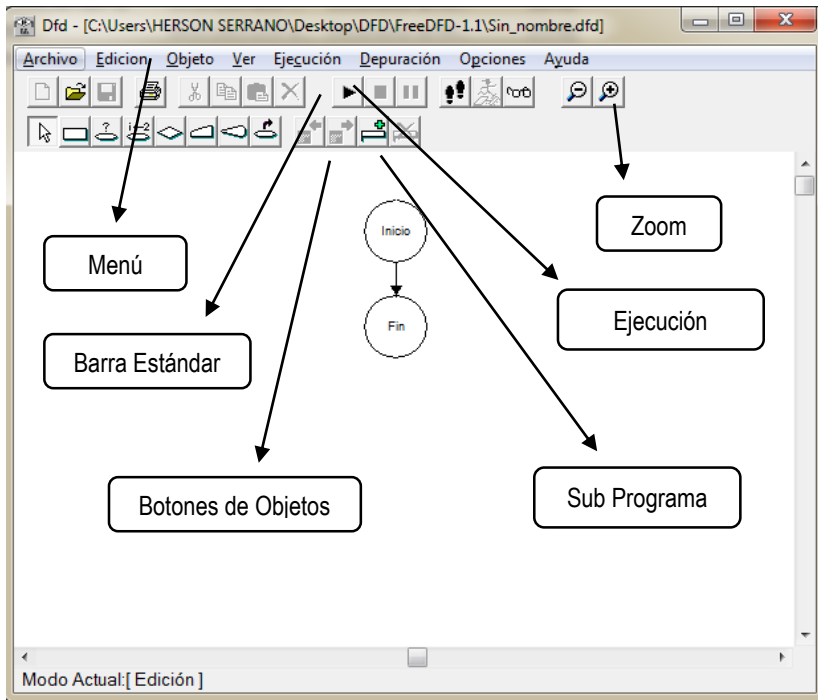 Dfd - [C:\Users\HERSON SERRANO\Desktop\DFD\FreeDFD-1.1\Sin_nombre.dfd]
Archivo Edicion Objeto Ver Ejecución Depuración Opciones Ayuda
Inicio
Zoom
Menú
Fin
Ejecución
Barra Estándar
Botones de Objetos
Sub Programa
Modo Actual:[ Edición ]